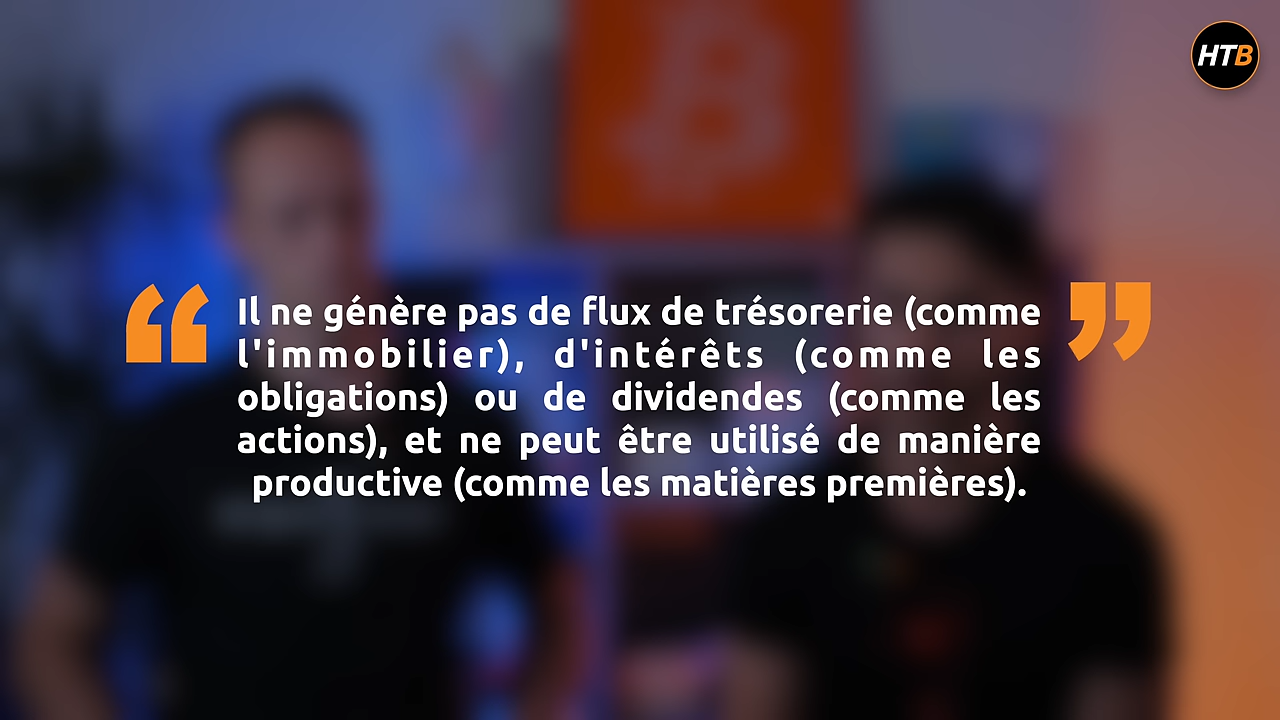 HTB
“ Il ne génère pas de flux de trésorerie (comme ”
l'immobilier), d'intérêts (comme les
obligations) ou de dividendes (comme les
actions), et ne peut être utilisé de manière
productive (comme les matières premières).